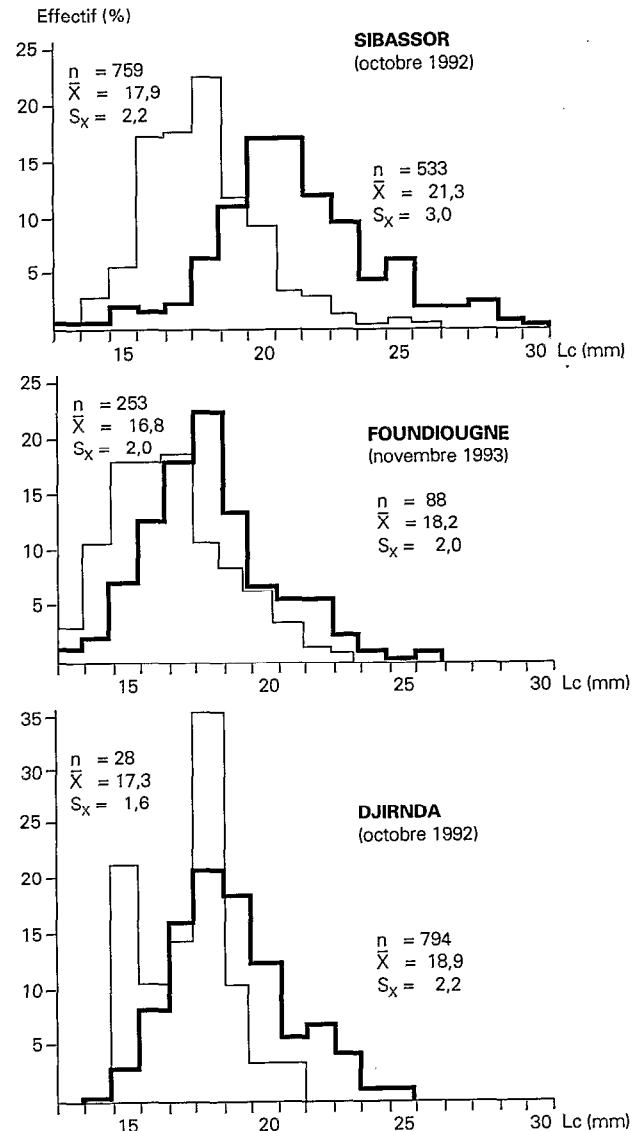 Effectif (%)
SIBASSOR
(octobre 1992)
n = 759
X̄ = 17,9
Sx = 2,2
n = 533
X̄ = 21,3
Sx = 3,0
25
20
15
10
5
15 20 25 30 Lc (mm)
FOUNDIOUGNE
(novembre 1993)
n = 253
X̄ = 16,8
Sx = 2,0
n = 88
X̄ = 18,2
Sx = 2,0
25
20
15
10
5
15 20 25 30 Lc (mm)
DJIRNDA
(octobre 1992)
n = 28
X̄ = 17,3
Sx = 1,6
n = 794
X̄ = 18,9
Sx = 2,2
35
30
25
20
15
10
5
15 20 25 30 Lc (mm)